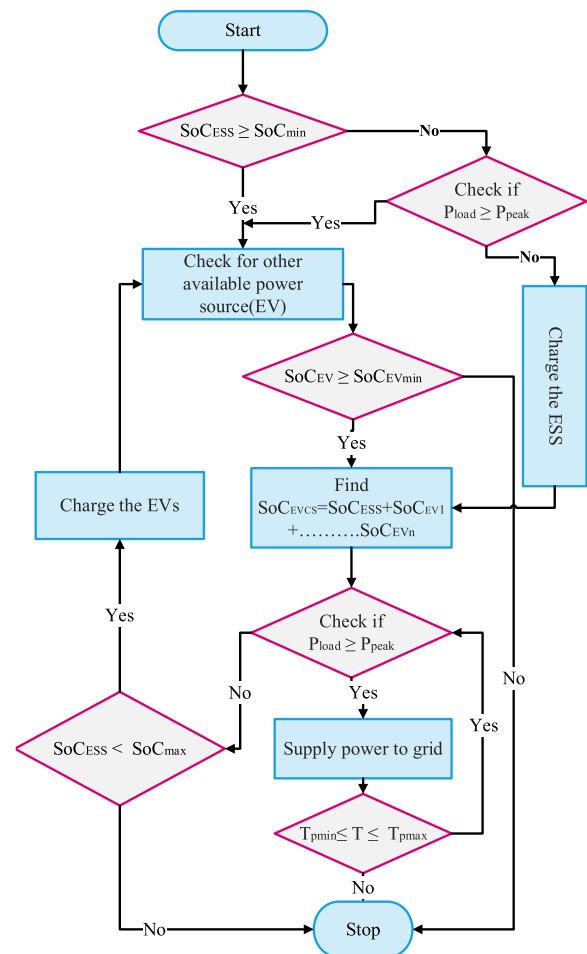 Start
SoCESS ≥ SoCmin
No
Yes
Check if
Pload ≥ Ppeak
Yes
No
Check for other
available power
source(EV)
Charge the ESS
SoCEV ≥ SoCEVmin
Yes
Find
SoCEVCS=SoCESS+SoCEV1
+……….SoCEVn
Charge the EVs
Yes
Check if
Pload ≥ Ppeak
No
Yes
Yes
No
SoCESS < SoCmax
Supply power to grid
Tpmin≤ T ≤ Tpmax
No
No
Stop